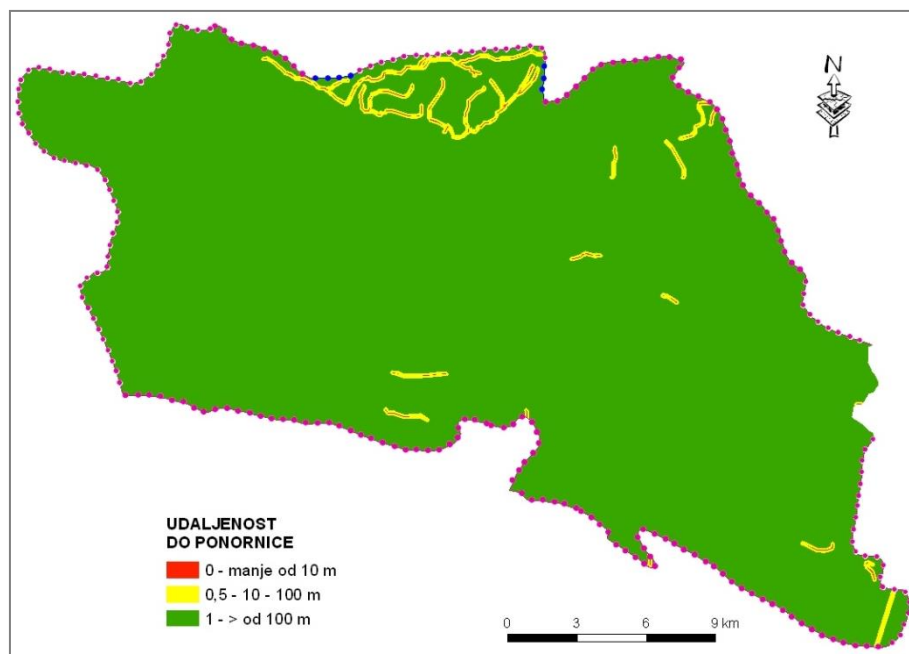 N
UDALJENOST
DO PONORNICE
0 - manje od 10 m
0,5 - 10 - 100 m
1 - > od 100 m
0 3 6 9 km